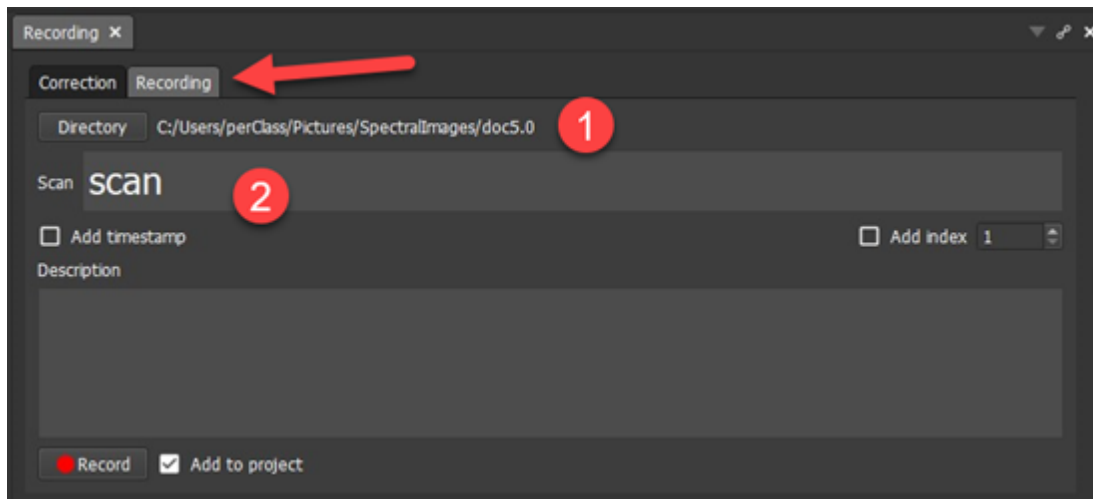 Recording
Correction Recording
Directory C:/Users/perClass/Pictures/SpectralImages/doc5.0 1
Scan scan 2
Add timestamp Add index 1
Description
Record Add to project